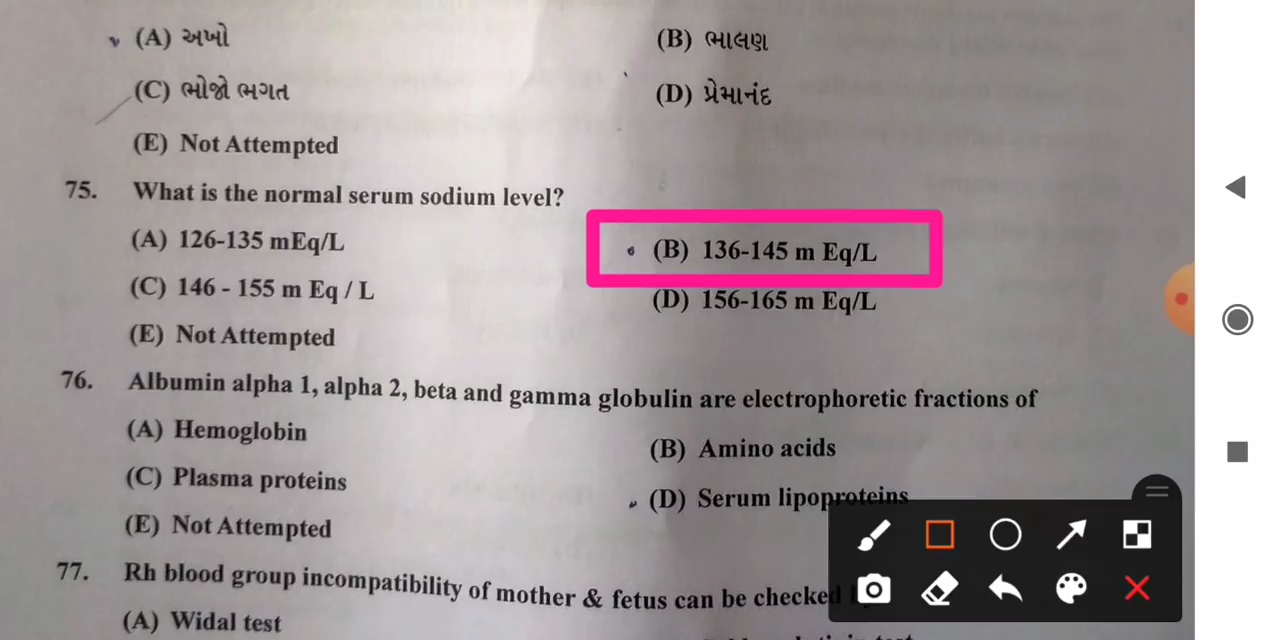 (A) અખો (B) ભાલણ
(C) ભોજો ભગત (D) પ્રેમાનંદ
(E) Not Attempted
75. What is the normal serum sodium level?
(A) 126-135 mEq/L (B) 136-145 m Eq/L
(C) 146 - 155 m Eq / L (D) 156-165 m Eq/L
(E) Not Attempted
76. Albumin alpha 1, alpha 2, beta and gamma globulin are electrophoretic fractions of
(A) Hemoglobin (B) Amino acids
(C) Plasma proteins (D) Serum lipoproteins
(E) Not Attempted
77. Rh blood group incompatibility of mother & fetus can be checked
(A) Widal test